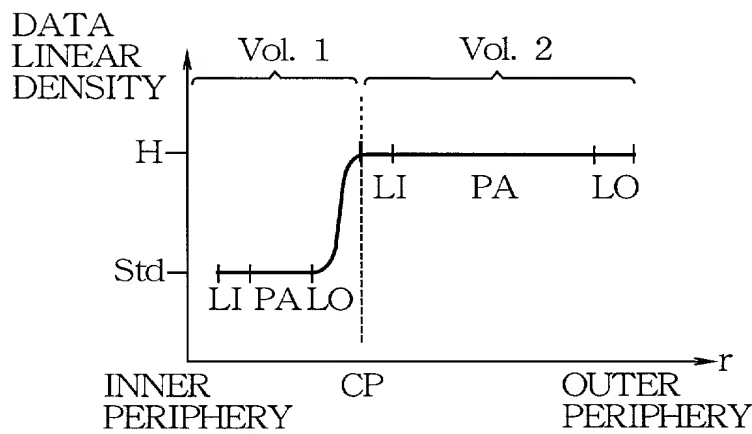 DATA
LINEAR
DENSITY
Vol. 1
Vol. 2
H
LI
PA
LO
Std
LI
PA
LO
r
INNER
PERIPHERY
CP
OUTER
PERIPHERY